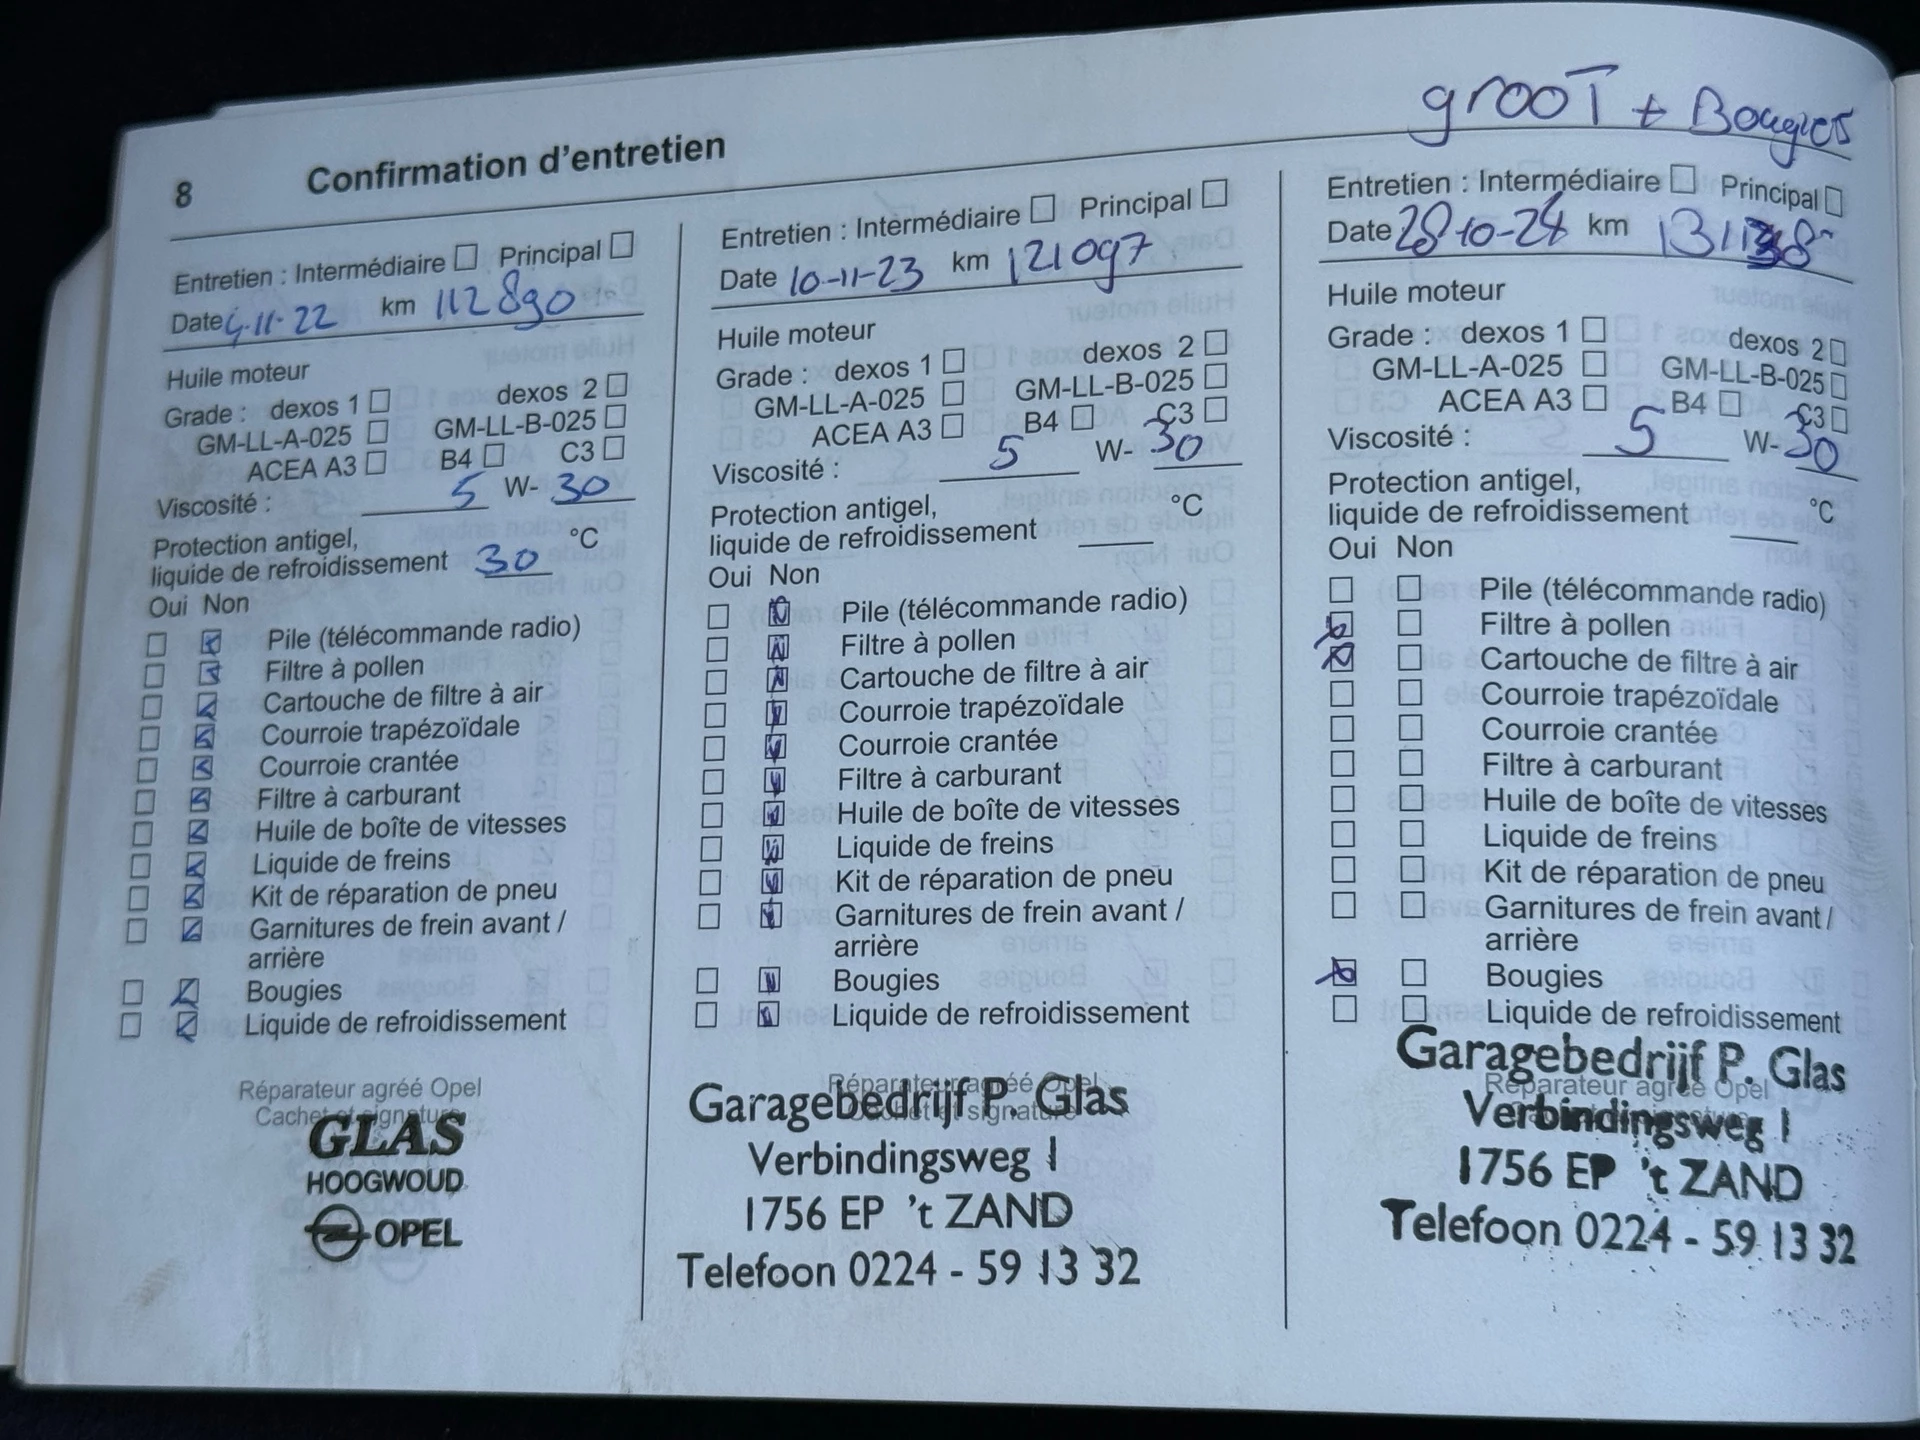 grooT + Bougies
8 Confirmation d'entretien
Entretien : Intermédiaire ☐ Principal ☐
Date 4-11-22 km 112890
Huile moteur
Grade : dexos 1 ☐ dexos 2 ☐
GM-LL-A-025 ☐ GM-LL-B-025 ☐
ACEA A3 ☐ B4 ☐ C3 ☐
Viscosité : 5 W- 30
Protection antigel, °C
liquide de refroidissement 30
Oui Non
☐ ☑ Pile (télécommande radio)
☐ ☑ Filtre à pollen
☐ ☑ Cartouche de filtre à air
☐ ☑ Courroie trapézoïdale
☐ ☑ Courroie crantée
☐ ☑ Filtre à carburant
☐ ☑ Huile de boîte de vitesses
☐ ☑ Liquide de freins
☐ ☑ Kit de réparation de pneu
☐ ☑ Garnitures de frein avant /
arrière
☐ ☑ Bougies
☐ ☑ Liquide de refroidissement
Réparateur agréé Opel
Cachet et signature
GLAS
HOOGWOUD
OPEL
Entretien : Intermédiaire ☐ Principal ☐
Date 10-11-23 km 121097
Huile moteur
Grade : dexos 1 ☐ dexos 2 ☐
GM-LL-A-025 ☐ GM-LL-B-025 ☐
ACEA A3 ☐ B4 ☐ C3 ☐
Viscosité : 5 W- 30
Protection antigel, °C
liquide de refroidissement
Oui Non
☐ ☑ Pile (télécommande radio)
☐ ☑ Filtre à pollen
☐ ☑ Cartouche de filtre à air
☐ ☑ Courroie trapézoïdale
☐ ☑ Courroie crantée
☐ ☑ Filtre à carburant
☐ ☑ Huile de boîte de vitesses
☐ ☑ Liquide de freins
☐ ☑ Kit de réparation de pneu
☐ ☑ Garnitures de frein avant /
arrière
☐ ☑ Bougies
☐ ☑ Liquide de refroidissement
Réparateur agréé Opel
Cachet et signature
Garagebedrijf P. Glas
Verbindingsweg 1
1756 EP 't ZAND
Telefoon 0224 - 59 13 32
Entretien : Intermédiaire ☐ Principal ☐
Date 28-10-24 km
Huile moteur
Grade : dexos 1 ☐ dexos 2 ☐
GM-LL-A-025 ☐ GM-LL-B-025 ☐
ACEA A3 ☐ B4 ☐ C3 ☐
Viscosité : 5 W- 30
Protection antigel,
liquide de refroidissement °C
Oui Non
☐ ☐ Pile (télécommande radio)
☒ ☐ Filtre à pollen
☒ ☐ Cartouche de filtre à air
☐ ☐ Courroie trapézoïdale
☐ ☐ Courroie crantée
☐ ☐ Filtre à carburant
☐ ☐ Huile de boîte de vitesses
☐ ☐ Liquide de freins
☐ ☐ Kit de réparation de pneu
☐ ☐ Garnitures de frein avant /
arrière
☒ ☐ Bougies
☐ ☐ Liquide de refroidissement
Garagebedrijf P. Glas
Réparateur agréé Opel
Verbindingsweg 1
1756 EP 't ZAND
Telefoon 0224 - 59 13 32